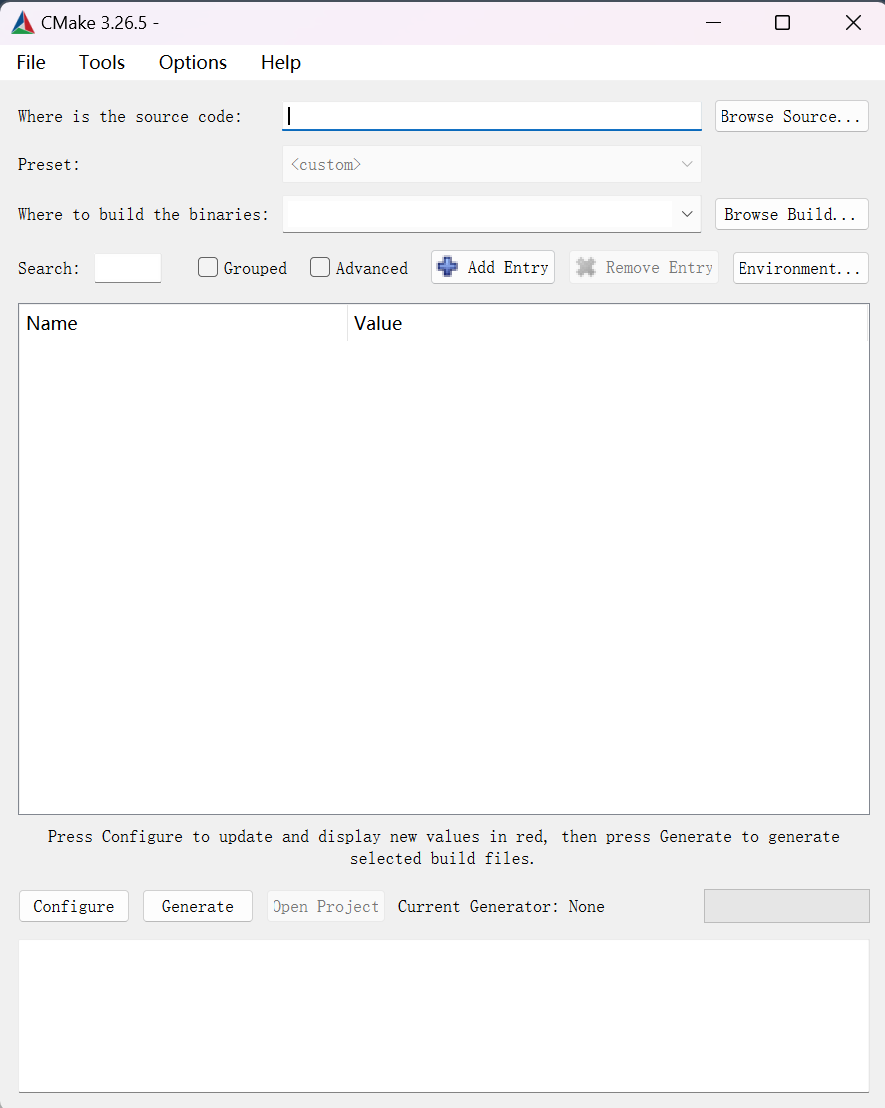 CMake 3.26.5 -
File Tools Options Help
Where is the source code: Browse Source...
Preset: <custom>
Where to build the binaries: Browse Build...
Search: Grouped Advanced Add Entry Remove Entry Environment...
Name Value
Press Configure to update and display new values in red, then press Generate to generate
selected build files.
Configure Generate Open Project Current Generator: None